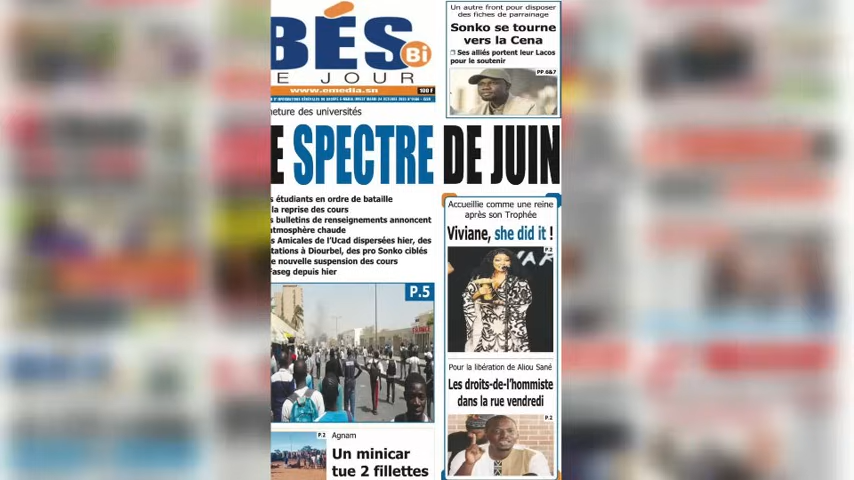 BÉS
Bi
E JOUR
www.emedia.sn
100 F
neture des universités
E SPECTRE DE JUIN
s étudiants en ordre de bataille
la reprise des cours
s bulletins de renseignements annoncent
atmosphère chaude
s Amicales de l'Ucad dispersées hier, des
tations à Diourbel, des pro Sonko ciblés
e nouvelle suspension des cours
Faseg depuis hier
P.5
P.2
Agnam
Un minicar
tue 2 fillettes
Un autre front pour disposer
des fiches de parrainage
Sonko se tourne
vers la Cena
Ses alliés portent leur Lacos
pour le soutenir
PP.6&7
Accueillie comme une reine
après son Trophée
Viviane, she did it !
P.2
Pour la libération de Aliou Sané
Les droits-de-l'hommiste
dans la rue vendredi
P.2